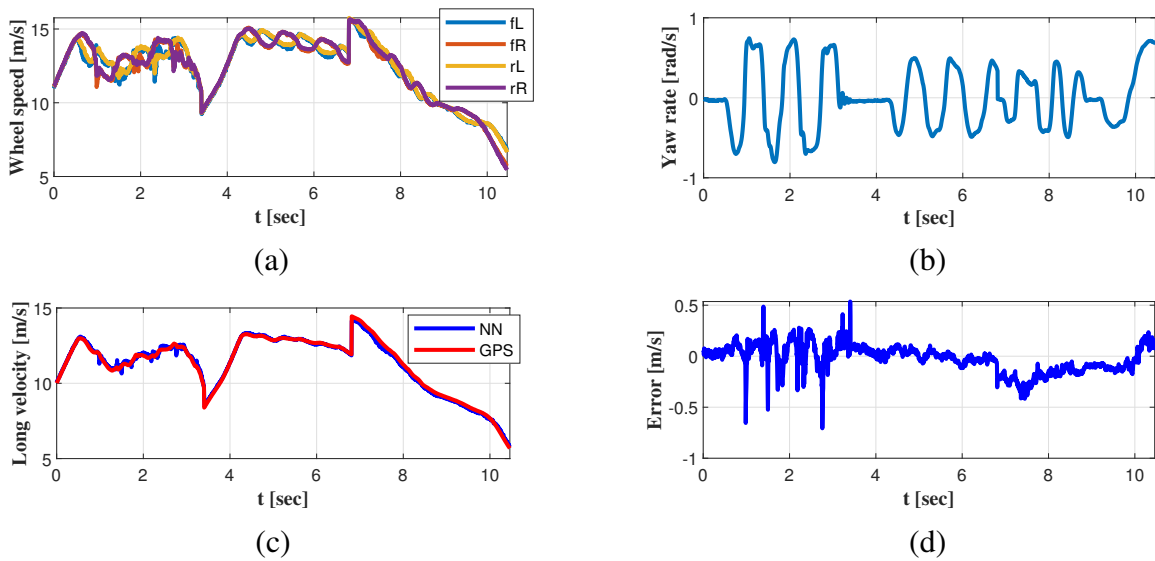 Wheel speed [m/s]
15
10
5
0 2 4 6 8 10
t [sec]
fL
fR
rL
rR
(a)
Yaw rate [rad/s]
1
0
-1
0 2 4 6 8 10
t [sec]
(b)
Long velocity [m/s]
15
10
5
0 2 4 6 8 10
t [sec]
NN
GPS
(c)
Error [m/s]
0.5
0
-0.5
-1
0 2 4 6 8 10
t [sec]
(d)